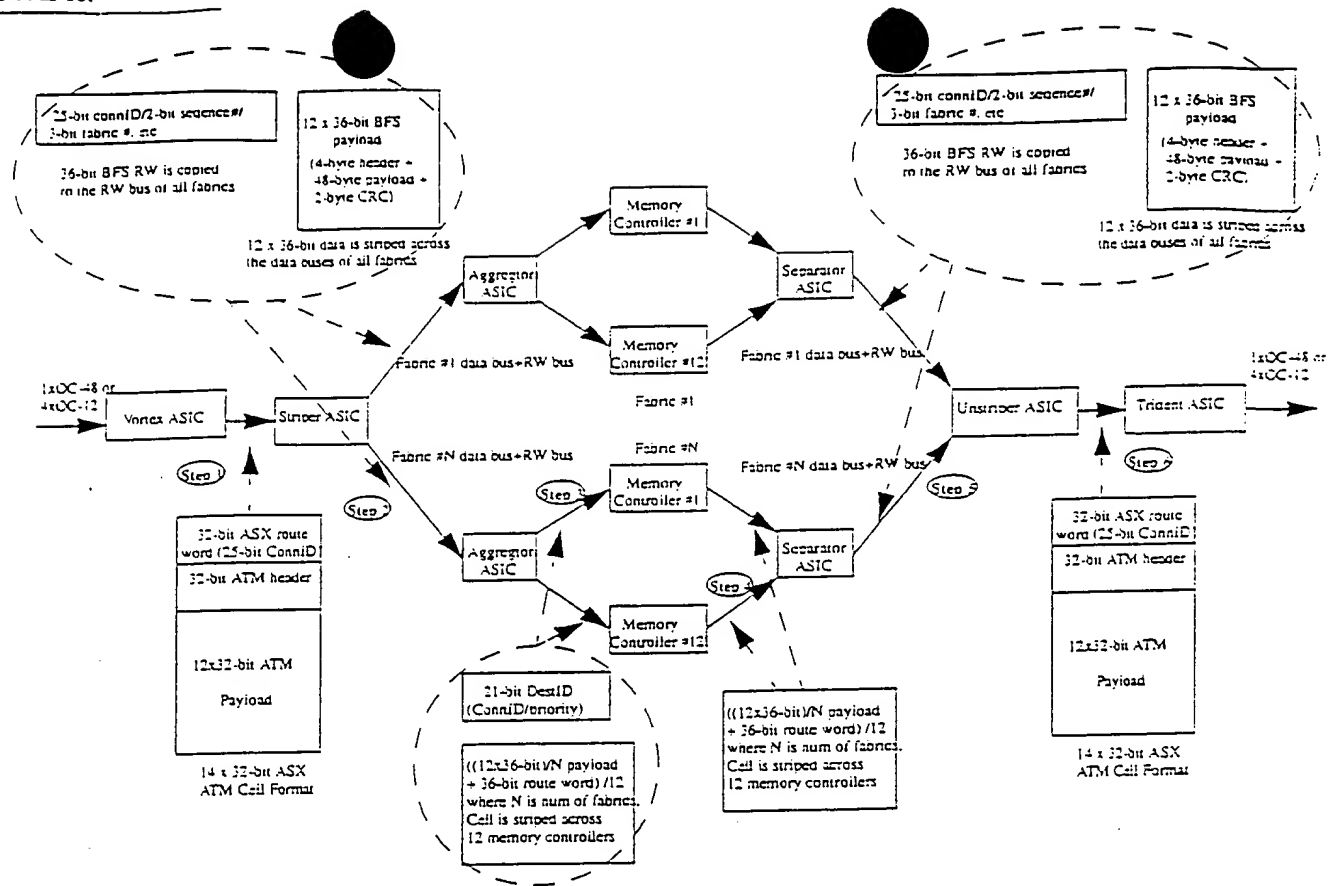 25-bit connID/2-bit sequence#/
3-bit fabric #, etc
36-bit BFS RW is copied
to the RW bus of all fabrics
12 x 36-bit BFS
payload
(4-byte header +
48-byte payload +
2-byte CRC)
12 x 36-bit data is striped across
the data buses of all fabrics
25-bit connID/2-bit sequence#/
3-bit fabric #, etc
36-bit BFS RW is copied
to the RW bus of all fabrics
12 x 36-bit BFS
payload
(4-byte header +
48-byte payload +
2-byte CRC)
12 x 36-bit data is striped across
the data buses of all fabrics
Memory
Controller #1
Aggregtor
ASIC
Separator
ASIC
Memory
Controller #12
Fabric #1 data bus+RW bus
Fabric #1 data bus+RW bus
Fabric #1
1xOC-48 or
4xOC-12
Vortex ASIC
Striper ASIC
Unstriper ASIC
Trident ASIC
1xOC-48 or
4xOC-12
Fabric #N data bus+RW bus
Fabric #N
Fabric #N data bus+RW bus
Step 1
Step 2
Step 3
Memory
Controller #1
Step 5
Step
Aggregtor
ASIC
Separator
ASIC
Step 4
Memory
Controller #12
32-bit ASX route
word (25-bit ConnID)
32-bit ATM header
12x32-bit ATM
Payload
14 x 32-bit ASX
ATM Cell Format
21-bit DestID
(ConnID/priority)
((12x36-bit)/N payload
+ 36-bit route word) /12
where N is num of fabrics.
Cell is striped across
12 memory controllers
((12x36-bit)/N payload
+ 36-bit route word) /12
where N is num of fabrics.
Cell is striped across
12 memory controllers
32-bit ASX route
word (25-bit ConnID)
32-bit ATM header
12x32-bit ATM
Payload
14 x 32-bit ASX
ATM Cell Format